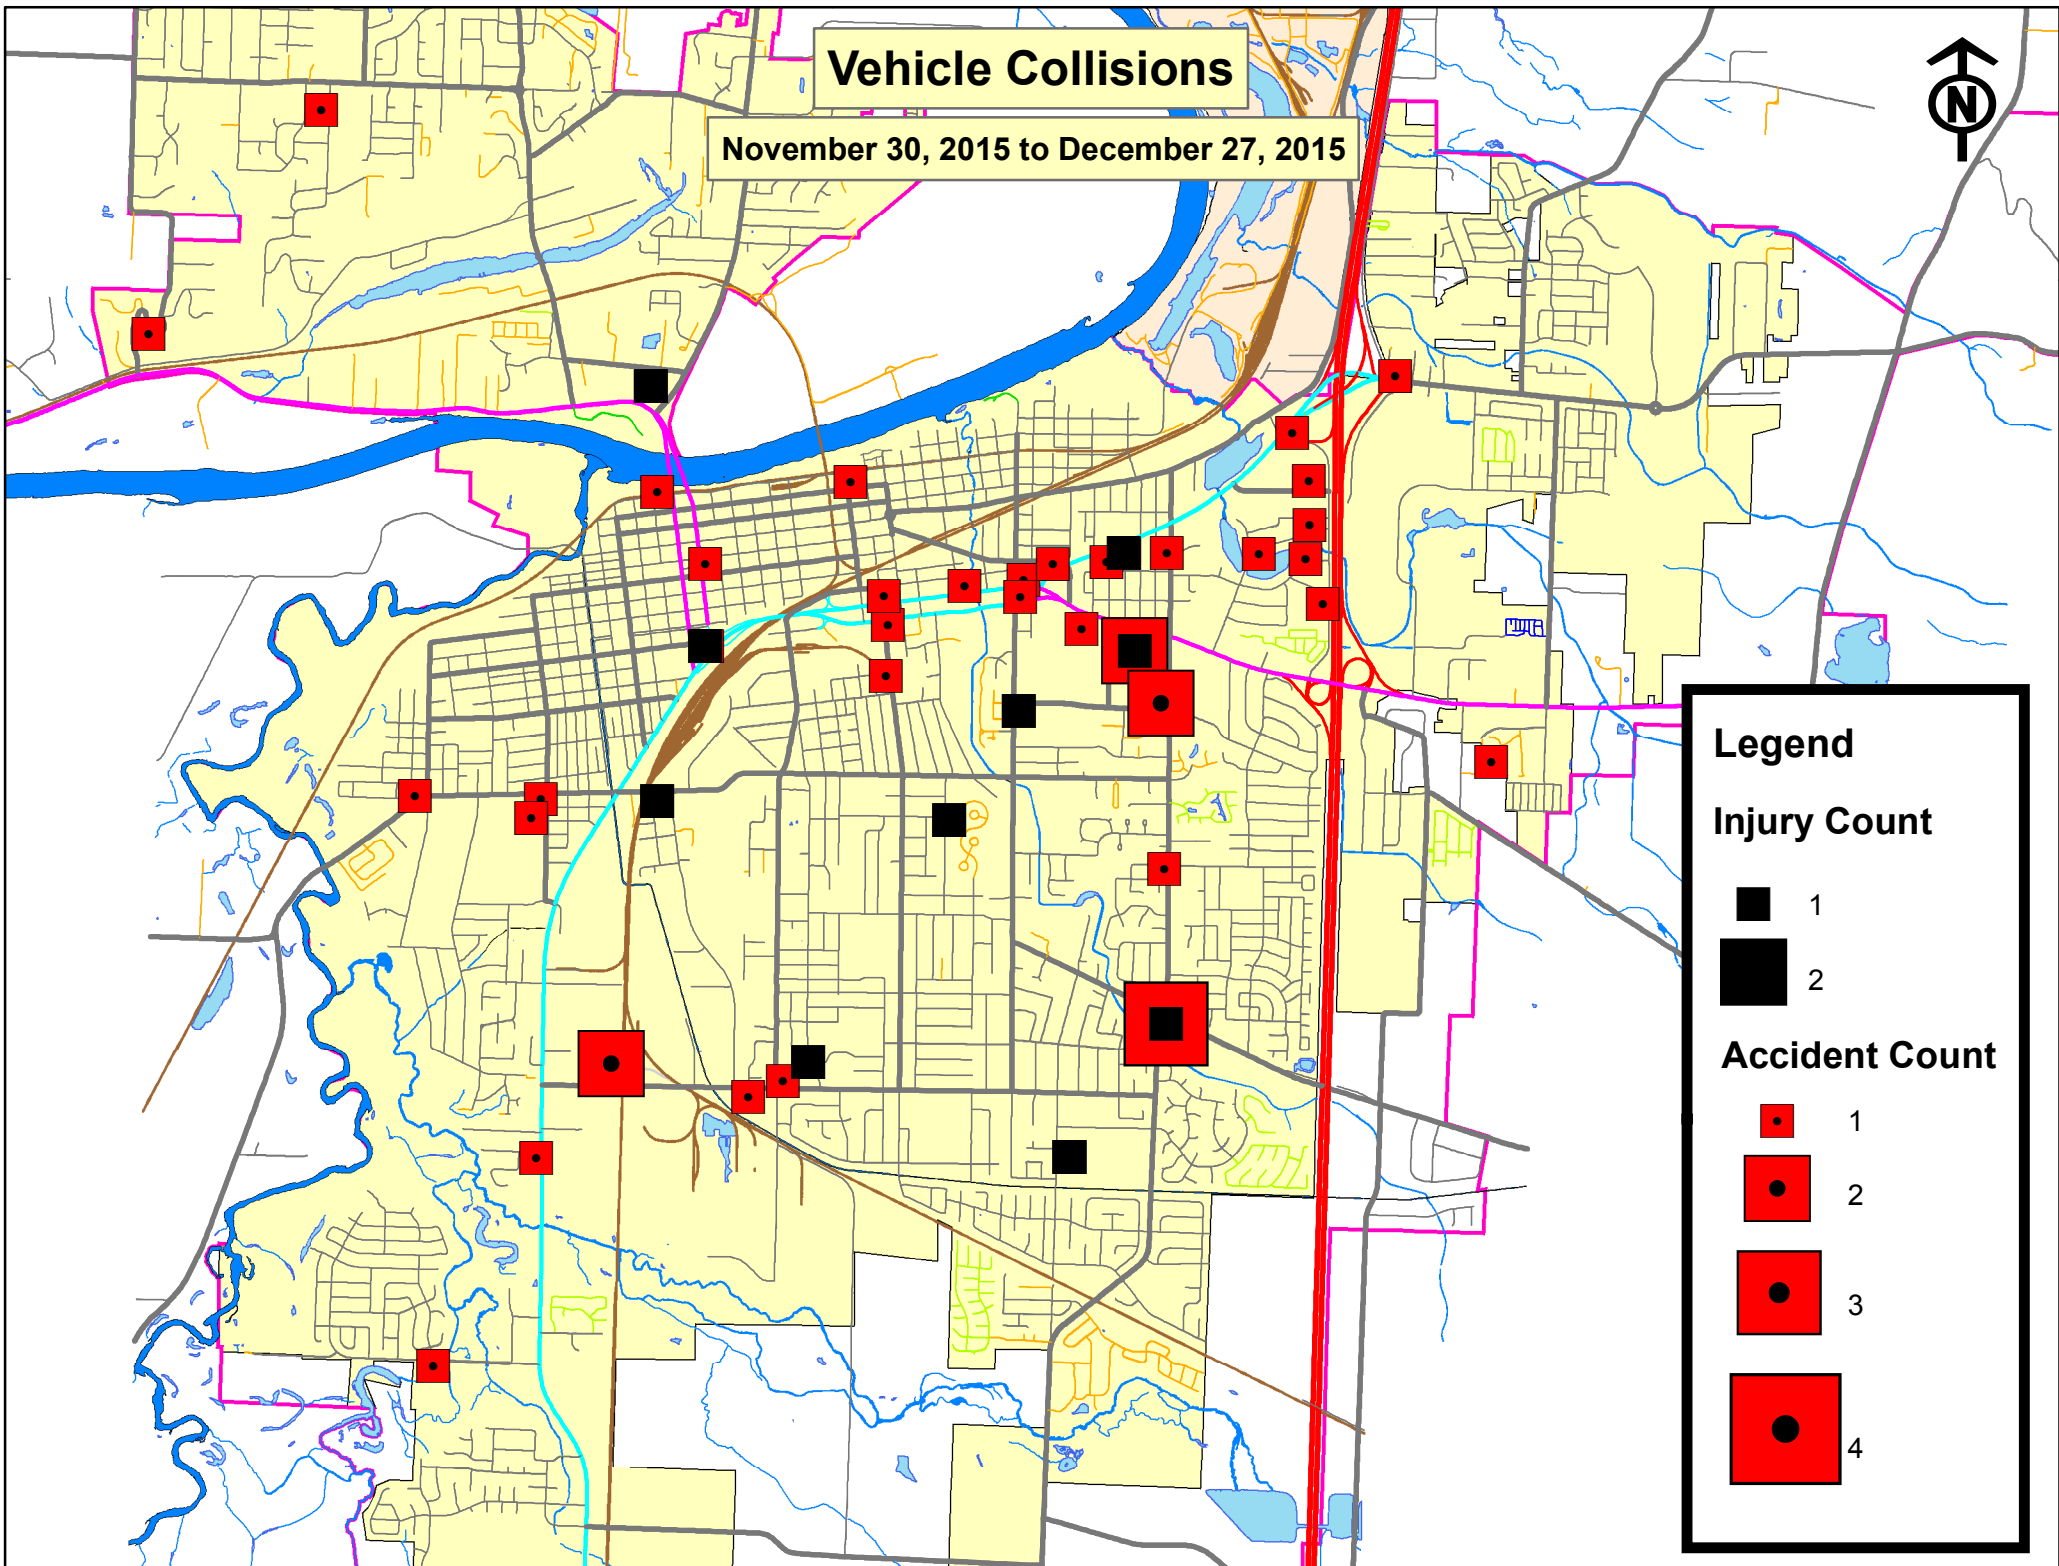 Vehicle Collisions
November 30, 2015 to December 27, 2015
N
Legend
Injury Count
1
2
Accident Count
1
2
3
4